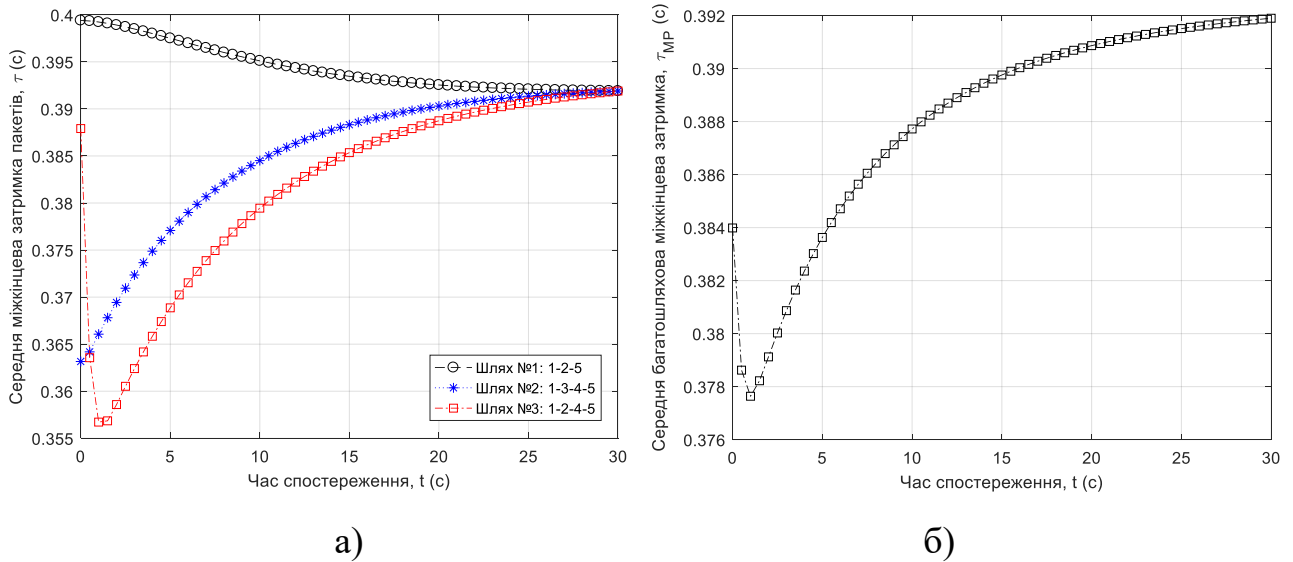 Середня міжкінцева затримка пакетів, τ (с)
0.4
0.395
0.39
0.385
0.38
0.375
0.37
0.365
0.36
0.355
0 5 10 15 20 25 30
Час спостереження, t (с)
Шлях №1: 1-2-5
Шлях №2: 1-3-4-5
Шлях №3: 1-2-4-5
а)
Середня багатошляхова міжкінцева затримка, τ_MP (с)
0.392
0.39
0.388
0.386
0.384
0.382
0.38
0.378
0.376
0 5 10 15 20 25 30
Час спостереження, t (с)
б)